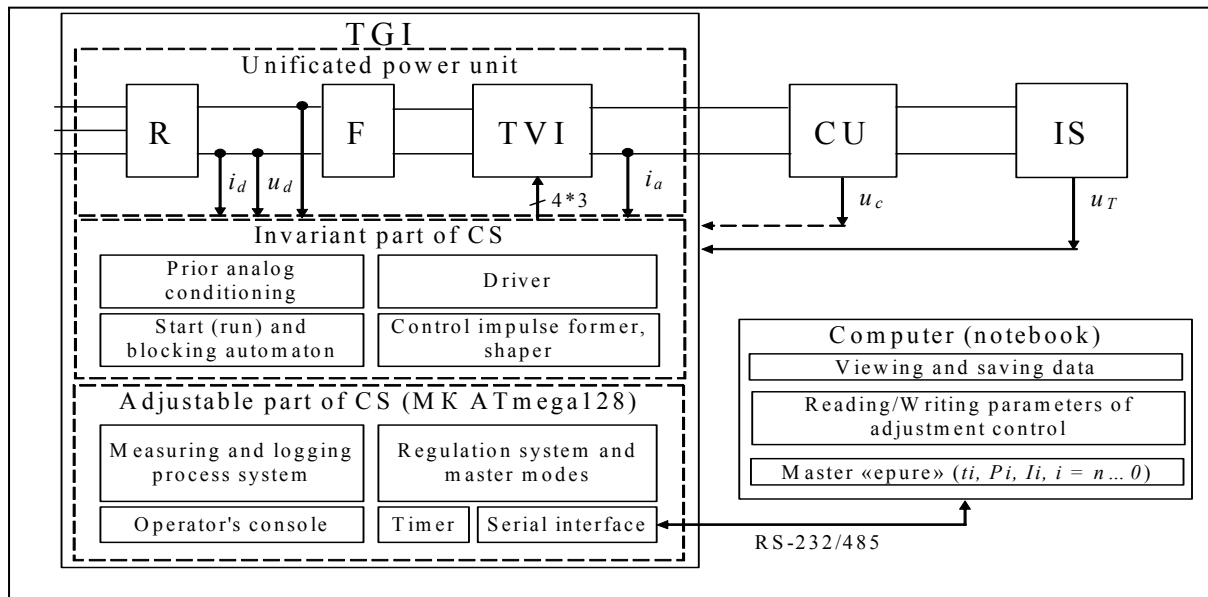 TGI
Unificated power unit
R
F
TVI
CU
IS
i_d
u_d
4*3
i_a
u_c
u_T
Invariant part of CS
Prior analog
conditioning
Driver
Start (run) and
blocking automaton
Control impulse former,
shaper
Adjustable part of CS (MK ATmega128)
Measuring and logging
process system
Regulation system and
master modes
Operator's console
Timer
Serial interface
Computer (notebook)
Viewing and saving data
Reading/Writing parameters of
adjustment control
Master «epure» (ti, Pi, Ii, i = n... 0)
RS-232/485